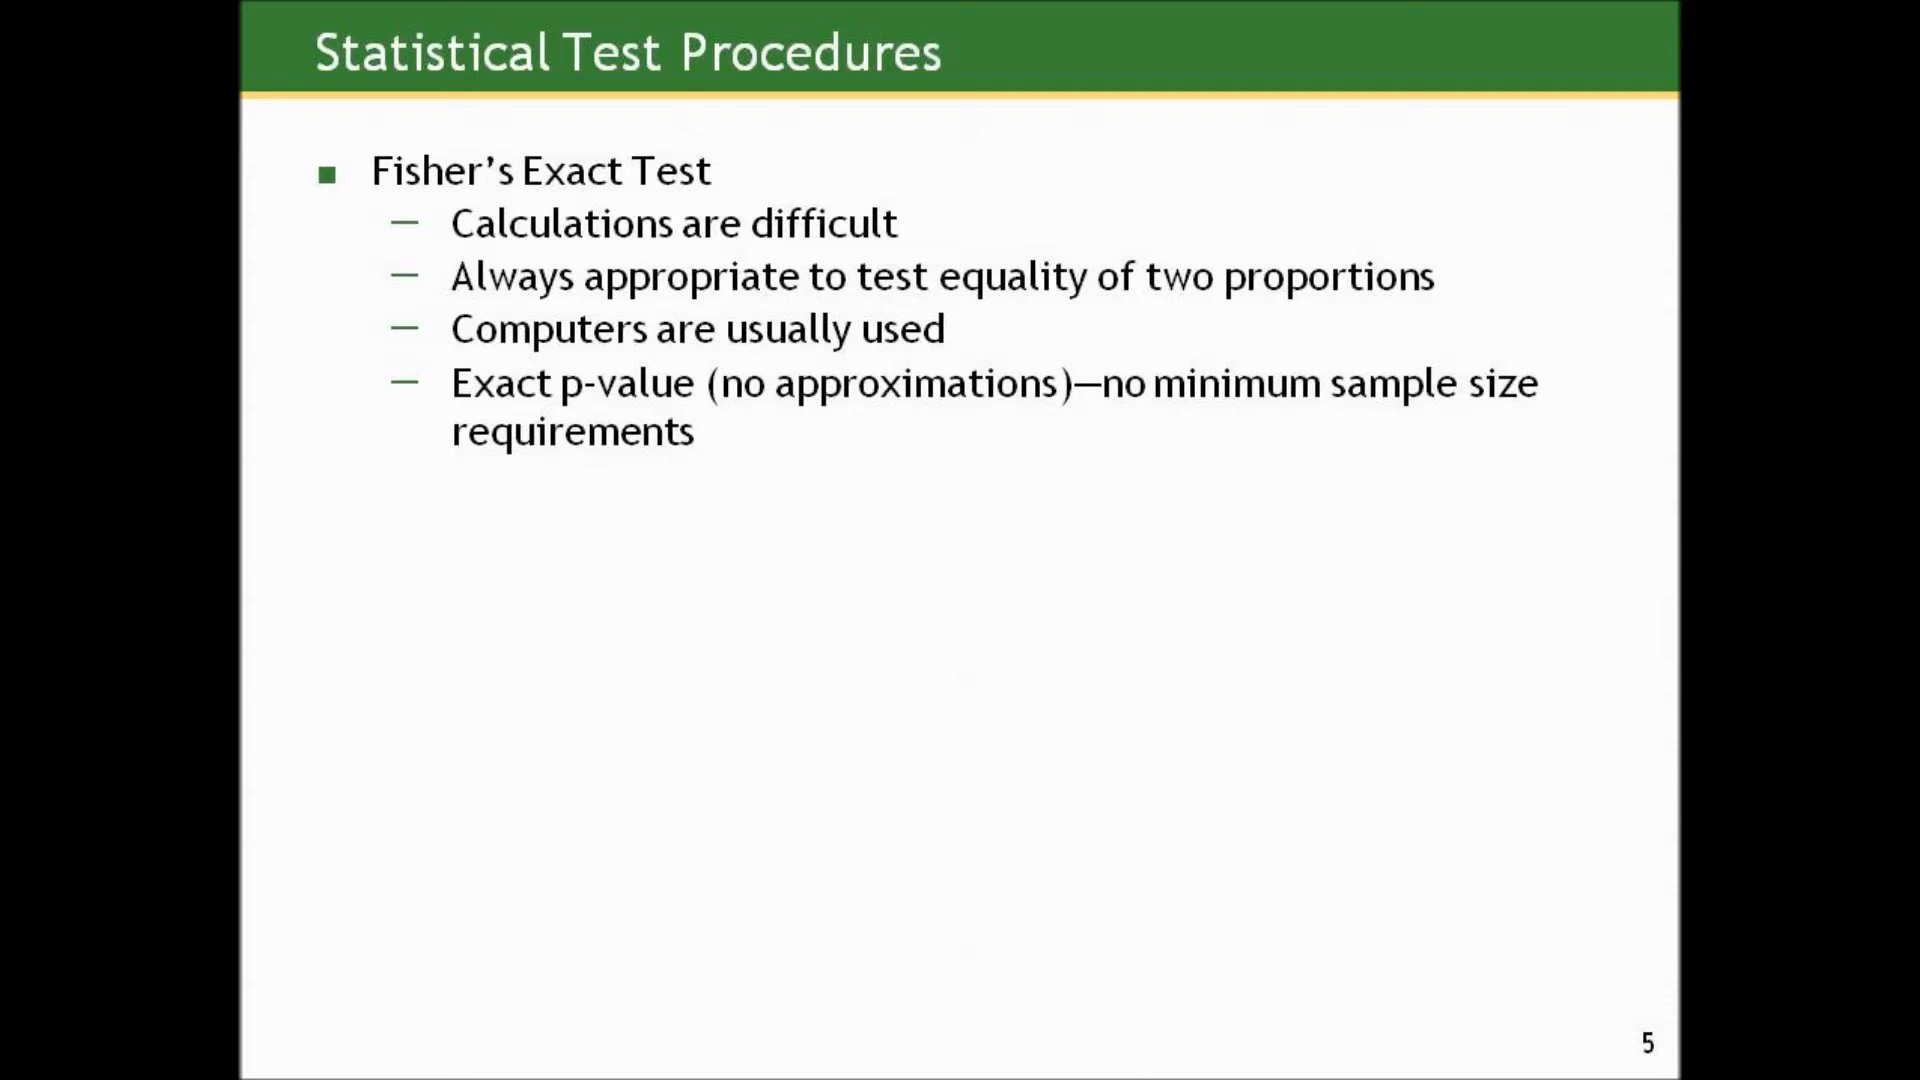 Statistical Test Procedures
Fisher’s Exact Test
— Calculations are difficult
— Always appropriate to test equality of two proportions
— Computers are usually used
— Exact p-value (no approximations)—no minimum sample size
requirements
5